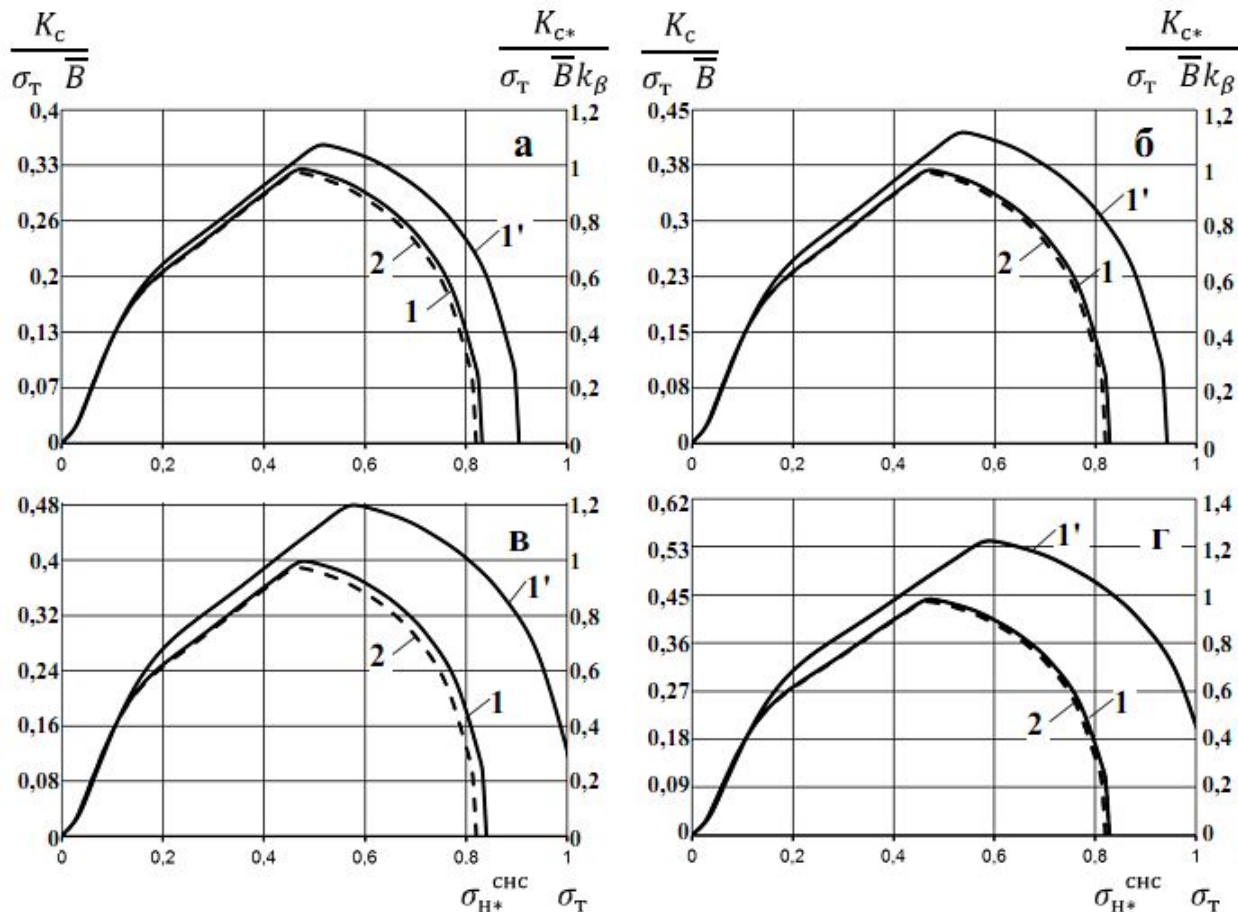 K_c K_c* K_c K_c*
σ_т B̅ σ_т B̅k_β σ_т B̅ σ_т B̅k_β
0,4 1,2 0,45 1,2
а б
0,33 1 0,38 1
1' 1'
0,26 0,8 0,3 0,8
2 2
1 1
0,2 0,6 0,23 0,6
0,13 0,4 0,15 0,4
0,07 0,2 0,08 0,2
0 0 0 0
0 0,2 0,4 0,6 0,8 1 0 0,2 0,4 0,6 0,8 1
0,48 1,2 0,62 1,4
в 1' г
0,53 1,2
0,4 1 1'
0,45 1
0,32 0,8 0,36 0,8
2 1
0,24 0,6 0,27 0,6
1 2
0,16 0,4 0,18 0,4
0,08 0,2 0,09 0,2
0 0 0 0
0 0,2 0,4 0,6 0,8 1 0 0,2 0,4 0,6 0,8 1
σ_н*^снс σ_т σ_н*^снс σ_т